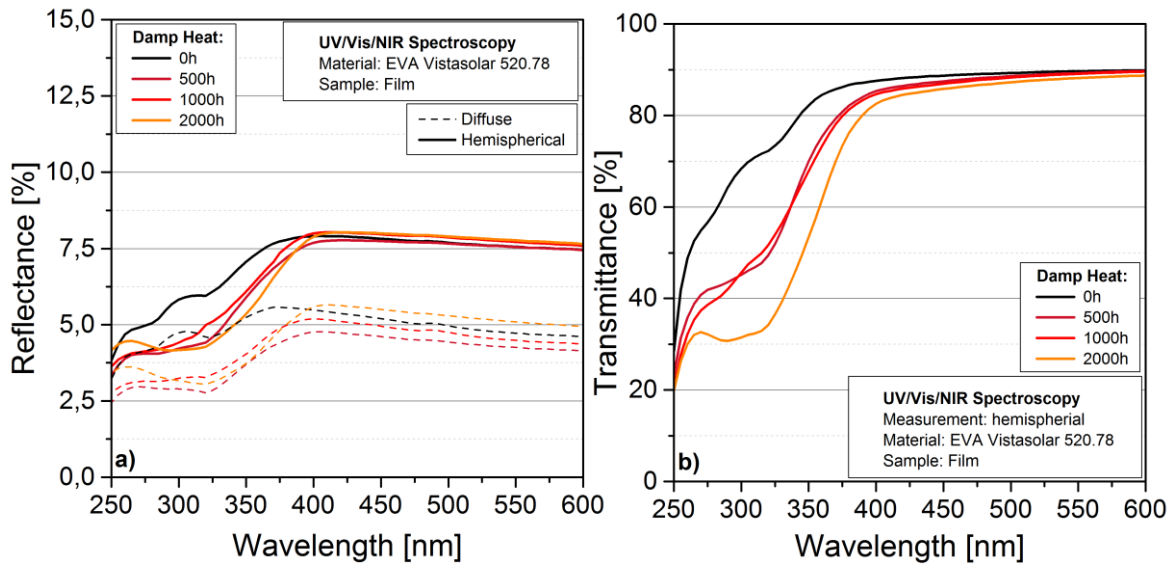 15,0
12,5
10,0
7,5
5,0
2,5
0,0
Reflectance [%]
Damp Heat:
0h
500h
1000h
2000h
UV/Vis/NIR Spectroscopy
Material: EVA Vistasolar 520.78
Sample: Film
Diffuse
Hemispherical
a)
250 300 350 400 450 500 550 600
Wavelength [nm]
100
80
60
40
20
0
Transmittance [%]
Damp Heat:
0h
500h
1000h
2000h
UV/Vis/NIR Spectroscopy
Measurement: hemispherial
Material: EVA Vistasolar 520.78
Sample: Film
b)
250 300 350 400 450 500 550 600
Wavelength [nm]